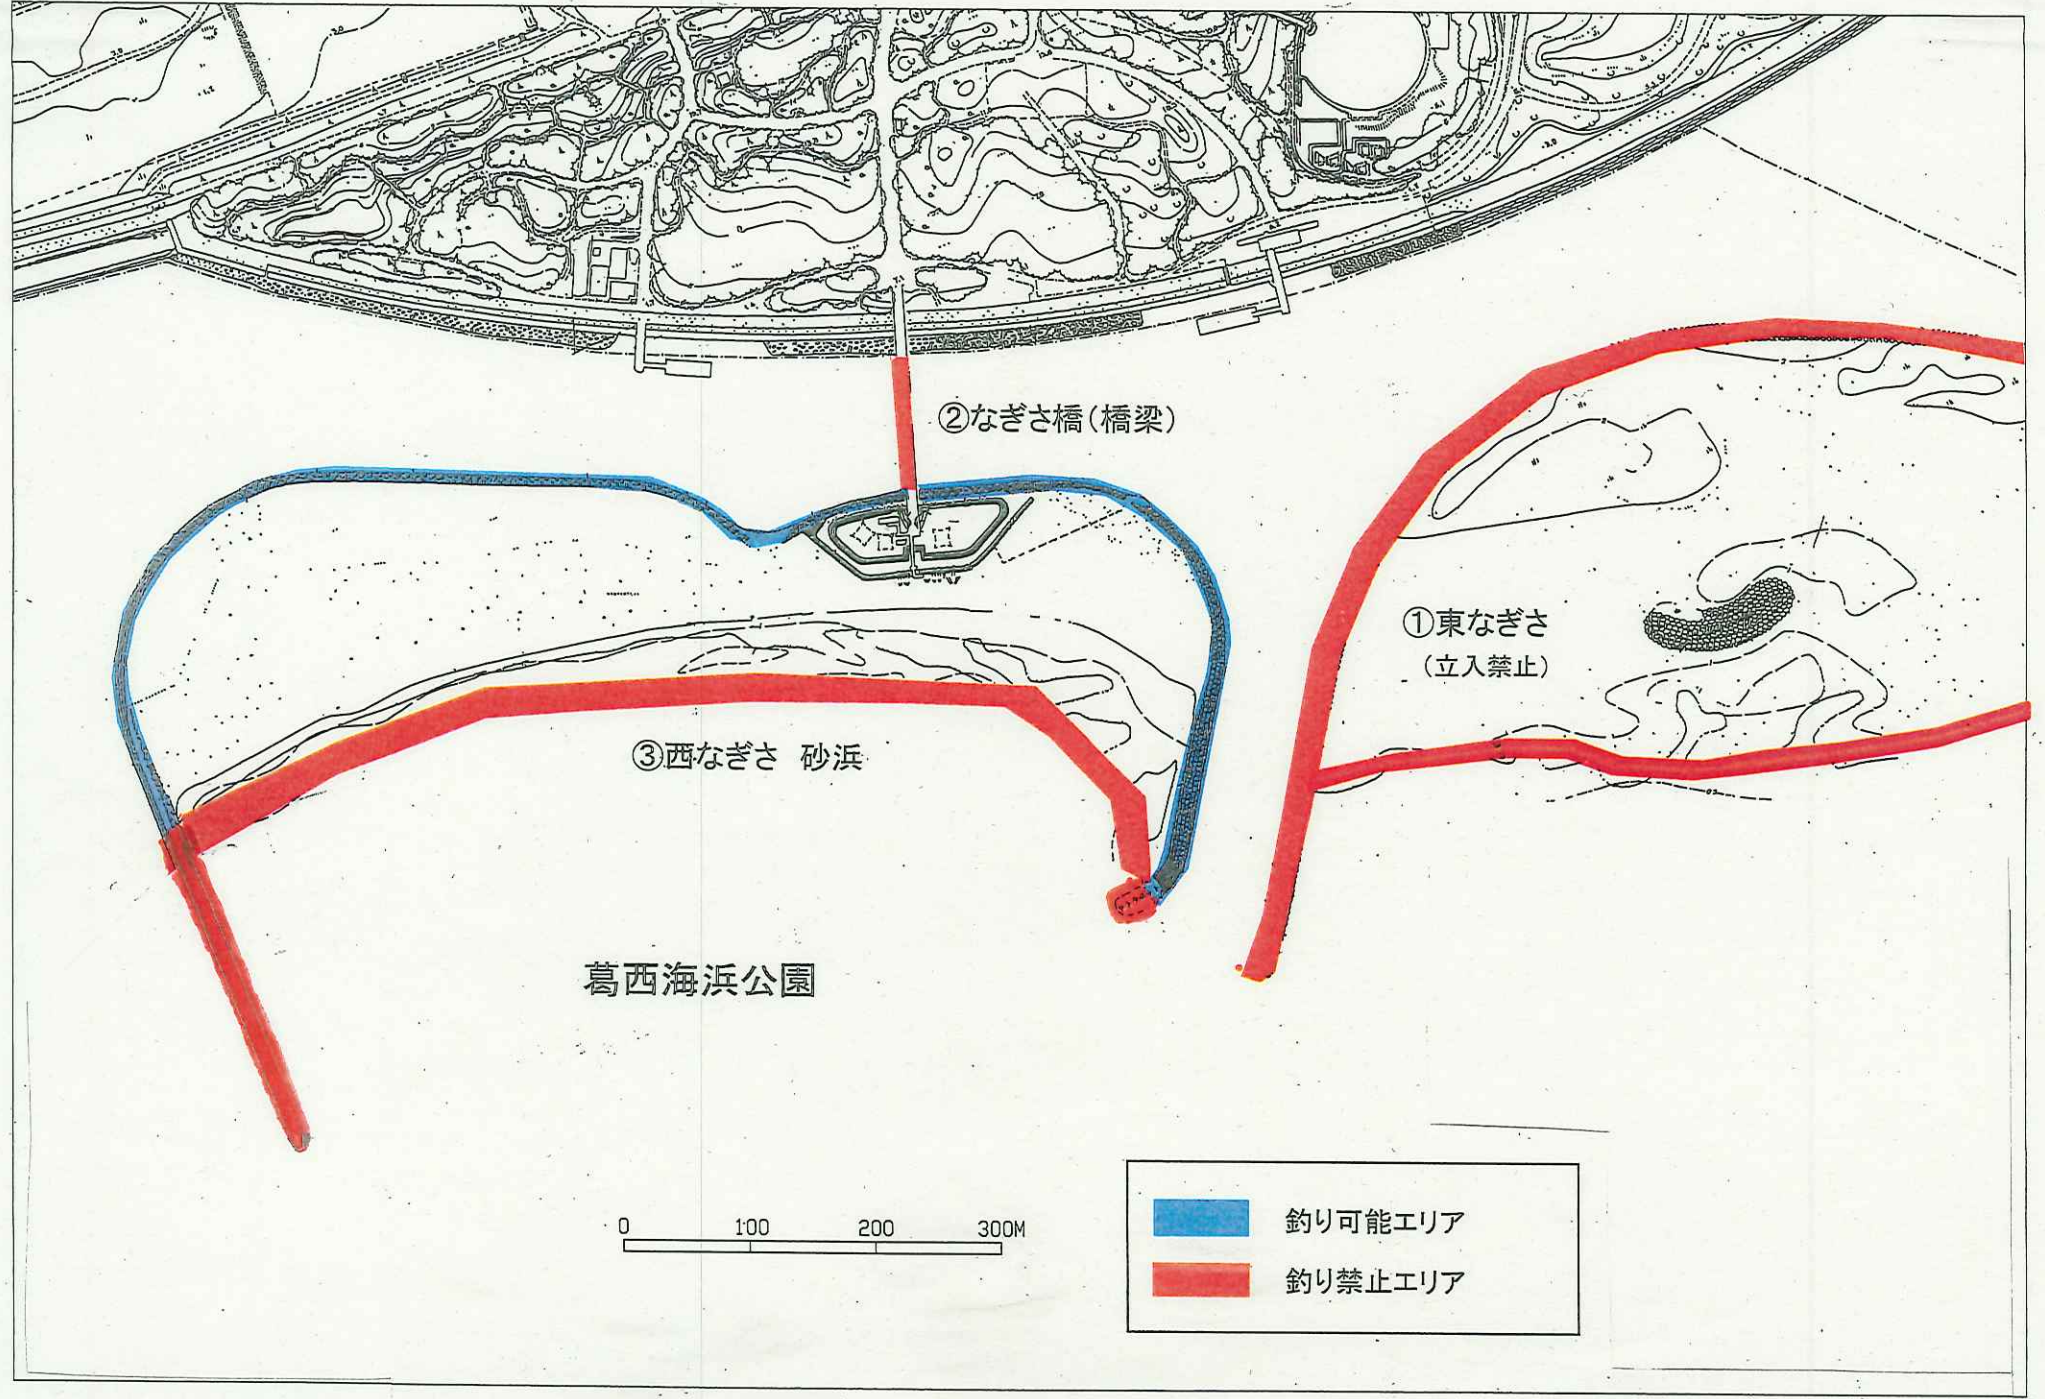 ②なぎさ橋(橋梁)
①東なぎさ
(立入禁止)
③西なぎさ 砂浜
葛西海浜公園
0 100 200 300M
釣り可能エリア
釣り禁止エリア